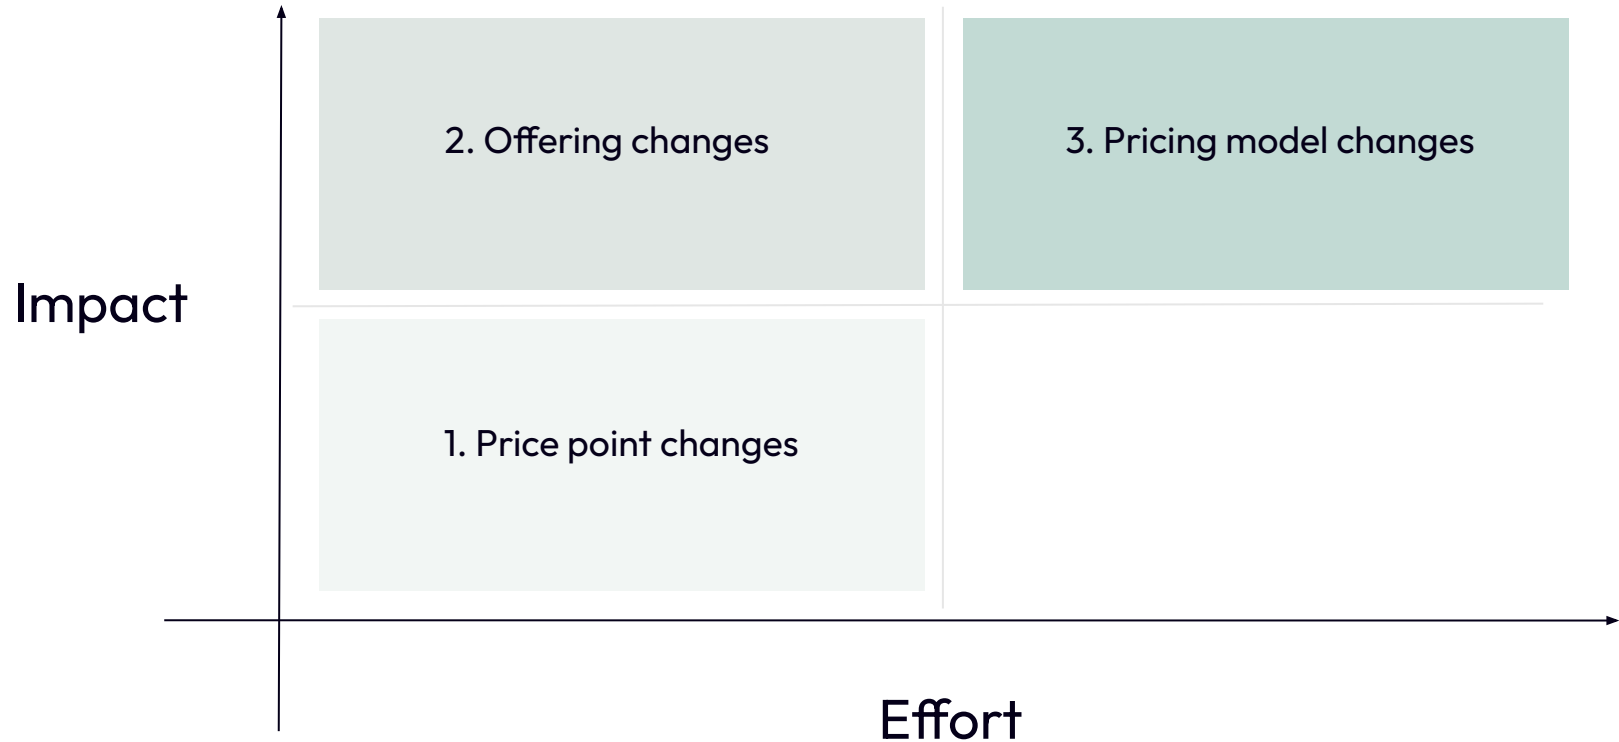 2. Offering changes
3. Pricing model changes
Impact
1. Price point changes
Effort